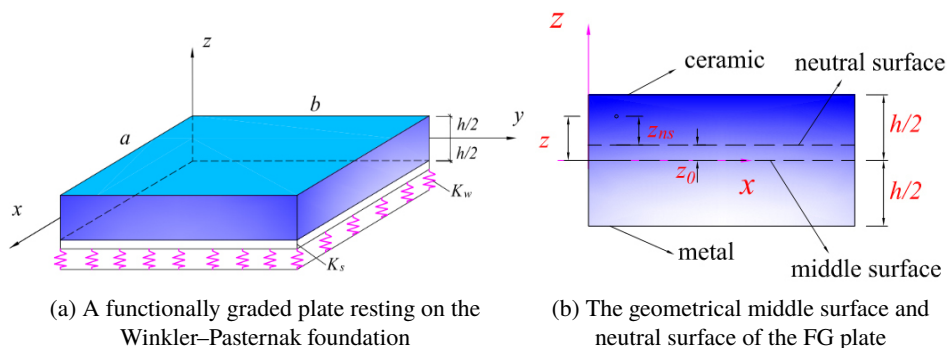 z
b
a
y
h/2
h/2
x
K_w
K_s
(a) A functionally graded plate resting on the
Winkler–Pasternak foundation
z
ceramic
neutral surface
z
z_ns
h/2
z_0
x
h/2
metal
middle surface
(b) The geometrical middle surface and
neutral surface of the FG plate